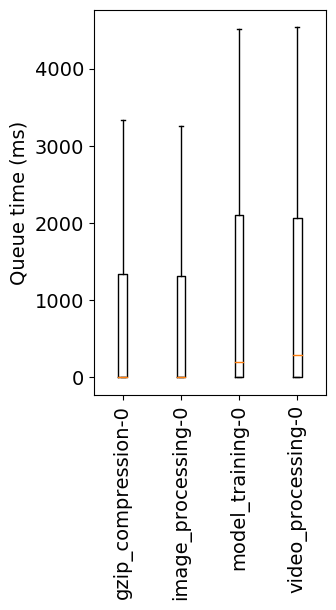 Queue time (ms)
4000
3000
2000
1000
0
gzip_compression-0
image_processing-0
model_training-0
video_processing-0